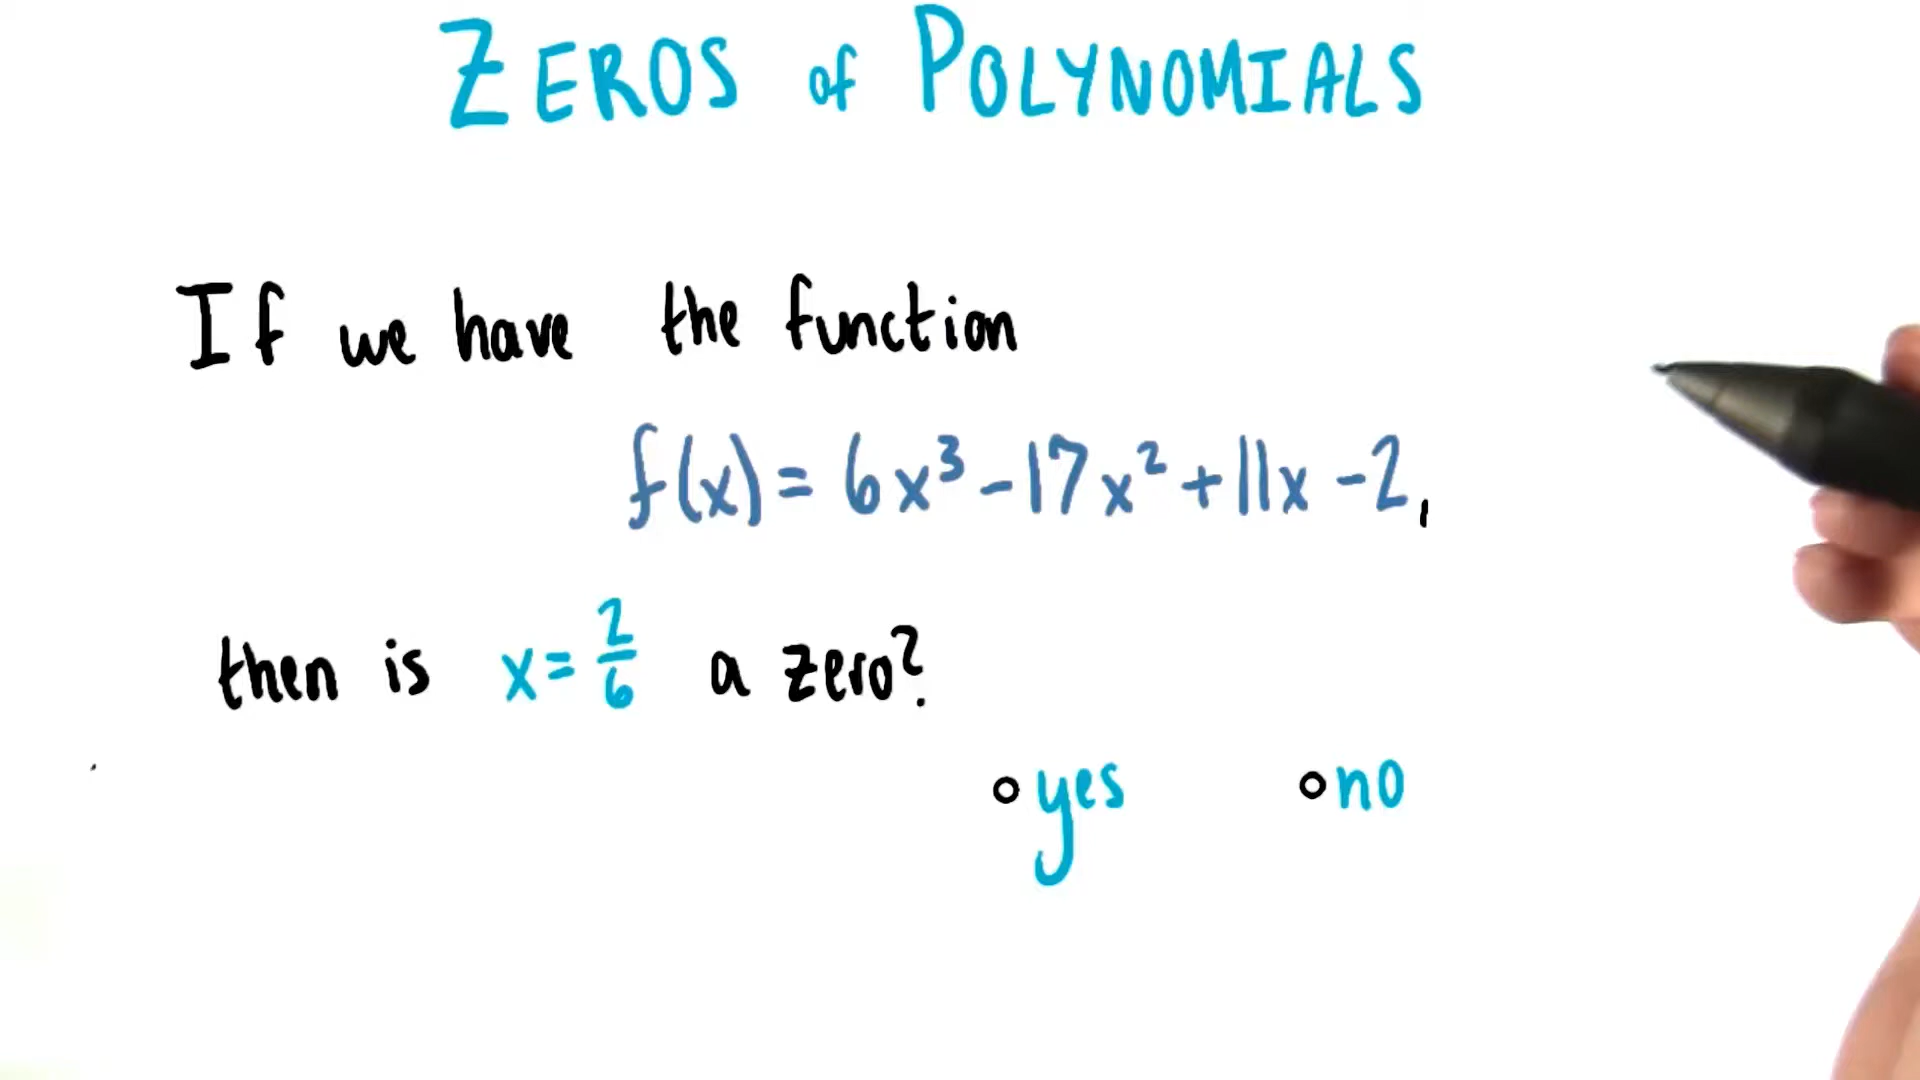 ZEROS of POLYNOMIALS
If we have the function
f(x) = 6x³ - 17x² + 11x - 2,
then is x = 2/6 a zero?
yes no